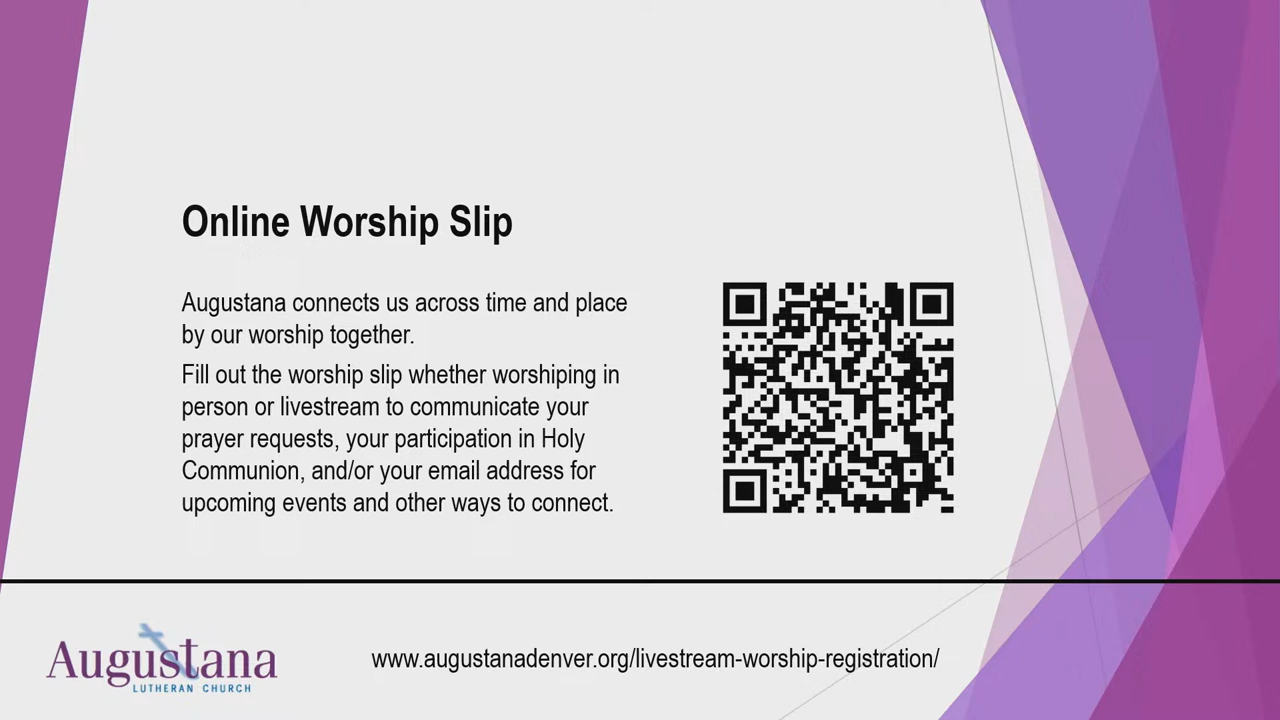 Online Worship Slip
Augustana connects us across time and place
by our worship together.
Fill out the worship slip whether worshiping in
person or livestream to communicate your
prayer requests, your participation in Holy
Communion, and/or your email address for
upcoming events and other ways to connect.
Augustana
LUTHERAN CHURCH
www.augustanadenver.org/livestream-worship-registration/